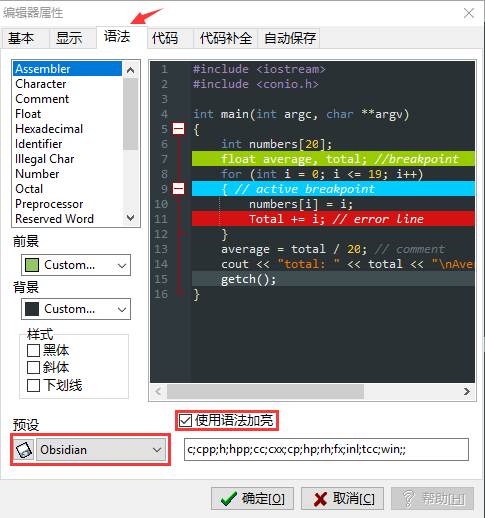 编辑器属性
基本 显示 语法 代码 代码补全 自动保存
Assembler
Character
Comment
Float
Hexadecimal
Identifier
Illegal Char
Number
Octal
Preprocessor
Reserved Word
前景
Custom...
背景
Custom...
样式
黑体
斜体
下划线
预设
Obsidian
1 #include <iostream>
2 #include <conio.h>
3
4 int main(int argc, char **argv)
5 {
6 int numbers[20];
7 float average, total; //breakpoint
8 for (int i = 0; i <= 19; i++)
9 { // active breakpoint
10 numbers[i] = i;
11 Total += i; // error line
12 }
13 average = total / 20; // comment
14 cout << "total: " << total << "\nAver
15 getch();
16 }
使用语法加亮
c;cpp;h;hpp;cc;cxx;cp;hp;rh;fx;inl;tcc;win;;
确定[O] 取消[C] 帮助[H]